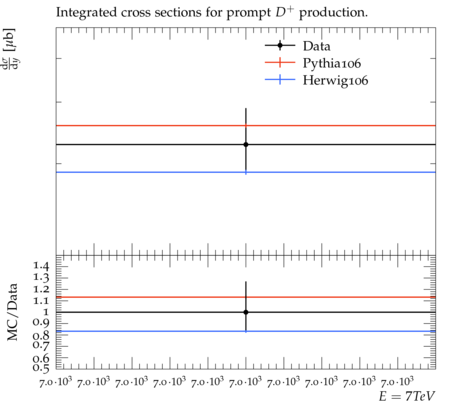 Integrated cross sections for prompt D⁺ production.
dσ/dy [μb]
Data
Pythia106
Herwig106
MC/Data
1.4
1.3
1.2
1.1
1
0.9
0.8
0.7
0.6
0.5
7.0·10³ 7.0·10³ 7.0·10³ 7.0·10³ 7.0·10³ 7.0·10³ 7.0·10³ 7.0·10³ 7.0·10³ 7.0·10³
E = 7TeV